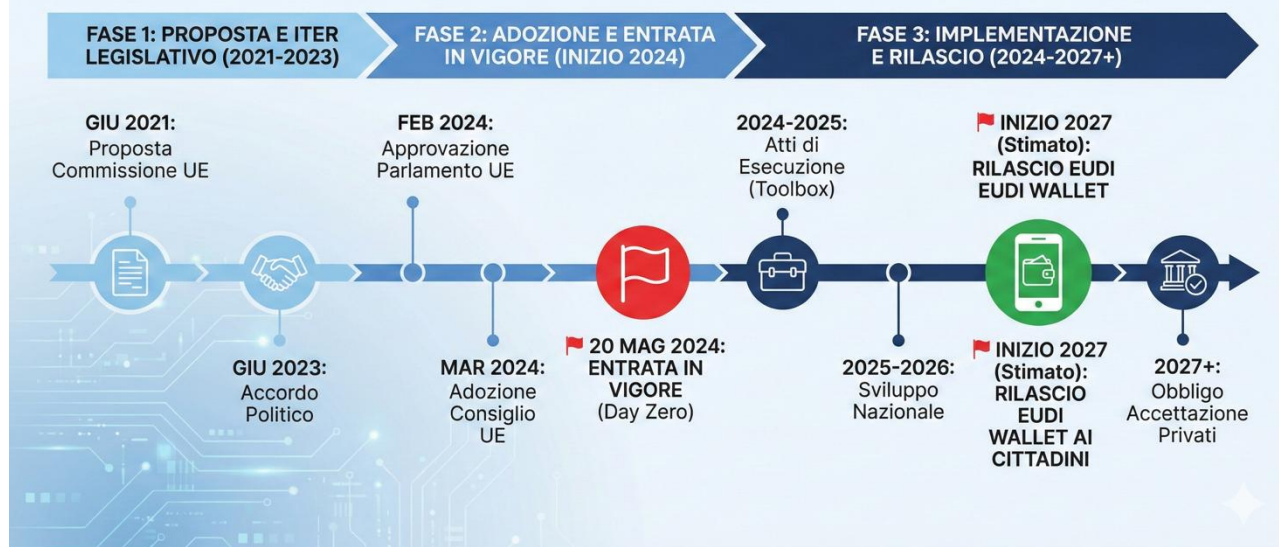 FASE 1: PROPOSTA E ITER
LEGISLATIVO (2021-2023)
FASE 2: ADOZIONE E ENTRATA
IN VIGORE (INIZIO 2024)
FASE 3: IMPLEMENTAZIONE
E RILASCIO (2024-2027+)
GIU 2021:
Proposta
Commissione UE
GIU 2023:
Accordo
Politico
FEB 2024:
Approvazione
Parlamento UE
MAR 2024:
Adozione
Consiglio
UE
20 MAG 2024:
ENTRATA IN
VIGORE
(Day Zero)
2024-2025:
Atti di
Esecuzione
(Toolbox)
2025-2026:
Sviluppo
Nazionale
INIZIO 2027
(Stimato):
RILASCIO EUDI
EUDI WALLET
INIZIO 2027
(Stimato):
RILASCIO
EUDI
WALLET AI
CITTADINI
2027+:
Obbligo
Accettazione
Privati